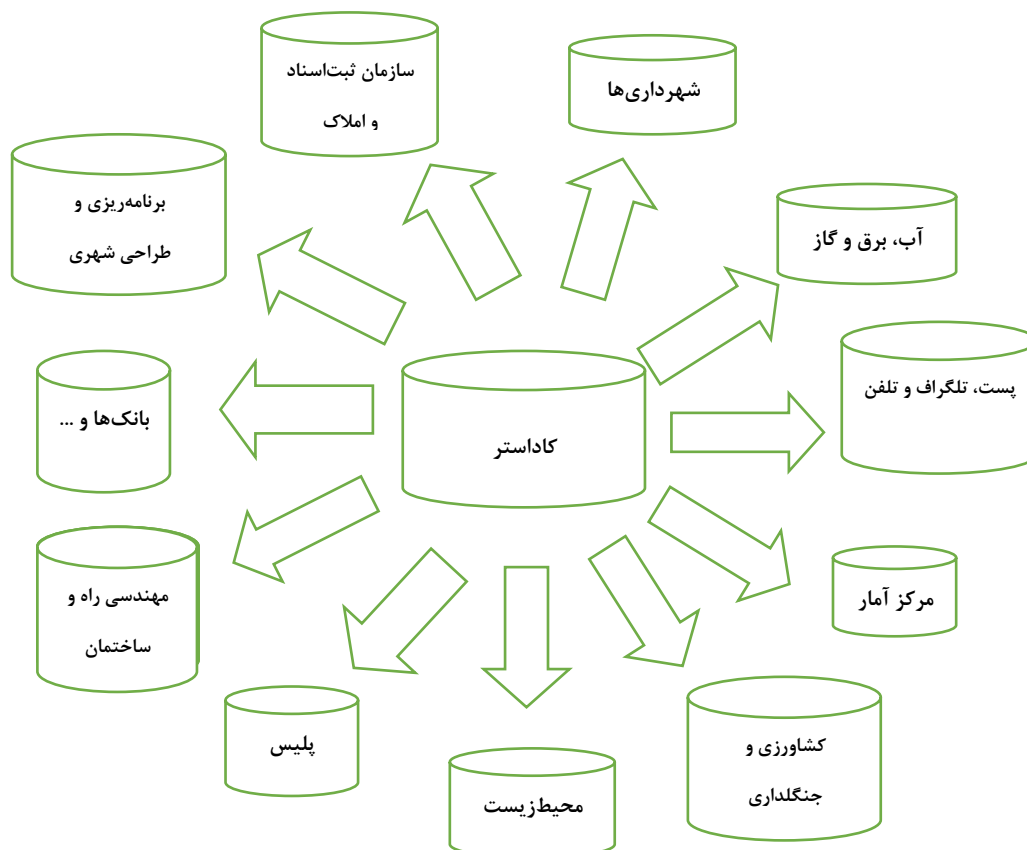 سازمان ثبت‌اسناد
و املاک
شهرداری‌ها
برنامه‌ریزی و
طراحی شهری
آب، برق و گاز
پست، تلگراف و تلفن
بانک‌ها و ...
کاداستر
مرکز آمار
مهندسی راه و
ساختمان
پلیس
محیط‌زیست
کشاورزی و
جنگلداری